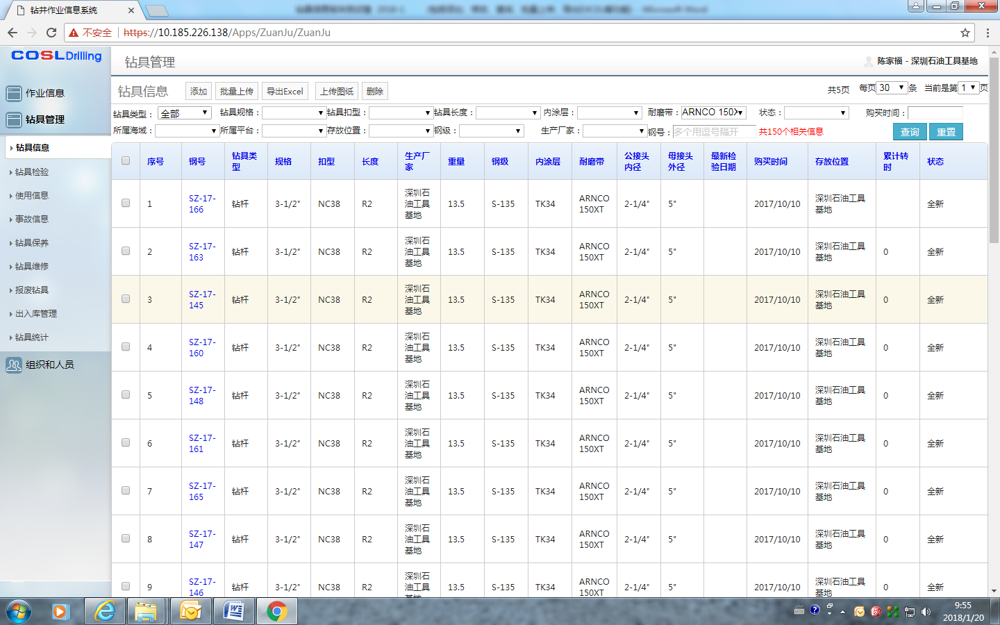 钻井作业信息系统
不安全 https://10.185.226.138/Apps/ZuanJu/ZuanJu
COSL Drilling
钻具管理
陈家福 - 深圳石油工具基地
作业信息
钻具管理
钻具信息
钻具检验
使用信息
事故信息
钻具保养
钻具维修
报废钻具
出入库管理
钻具统计
组织和人员
钻具信息 添加 批量上传 导出Excel 上传图纸 删除 共5页 每页 30 条 当前是第 1 页
钻具类型： 全部 钻具规格： 钻具扣型： 钻具长度： 内涂层： 耐磨带： ARNCO 150X 状态： 购买时间：
所属海域： 所属平台： 存放位置： 钢级： 生产厂家： 钢号： 多个用逗号隔开 共150个相关信息 查询 重置
序号 钢号 钻具类型 规格 扣型 长度 生产厂家 重量 钢级 内涂层 耐磨带 公接头内径 母接头外径 最新检验日期 购买时间 存放位置 累计转时 状态
1 SZ-17-166 钻杆 3-1/2" NC38 R2 深圳石油工具基地 13.5 S-135 TK34 ARNCO 150XT 2-1/4" 5" 2017/10/10 深圳石油工具基地 全新
2 SZ-17-163 钻杆 3-1/2" NC38 R2 深圳石油工具基地 13.5 S-135 TK34 ARNCO 150XT 2-1/4" 5" 2017/10/10 深圳石油工具基地 0 全新
3 SZ-17-145 钻杆 3-1/2" NC38 R2 深圳石油工具基地 13.5 S-135 TK34 ARNCO 150XT 2-1/4" 5" 2017/10/10 深圳石油工具基地 0 全新
4 SZ-17-160 钻杆 3-1/2" NC38 R2 深圳石油工具基地 13.5 S-135 TK34 ARNCO 150XT 2-1/4" 5" 2017/10/10 深圳石油工具基地 0 全新
5 SZ-17-148 钻杆 3-1/2" NC38 R2 深圳石油工具基地 13.5 S-135 TK34 ARNCO 150XT 2-1/4" 5" 2017/10/10 深圳石油工具基地 0 全新
6 SZ-17-161 钻杆 3-1/2" NC38 R2 深圳石油工具基地 13.5 S-135 TK34 ARNCO 150XT 2-1/4" 5" 2017/10/10 深圳石油工具基地 0 全新
7 SZ-17-165 钻杆 3-1/2" NC38 R2 深圳石油工具基地 13.5 S-135 TK34 ARNCO 150XT 2-1/4" 5" 2017/10/10 深圳石油工具基地 0 全新
8 SZ-17-147 钻杆 3-1/2" NC38 R2 深圳石油工具基地 13.5 S-135 TK34 ARNCO 150XT 2-1/4" 5" 2017/10/10 深圳石油工具基地 0 全新
9 SZ-17-146 钻杆 3-1/2" NC38 R2 深圳石油工具基地 13.5 S-135 TK34 ARNCO 150XT 2-1/4" 5" 2017/10/10 深圳石油工具基地 0 全新
9:55
2018/1/20